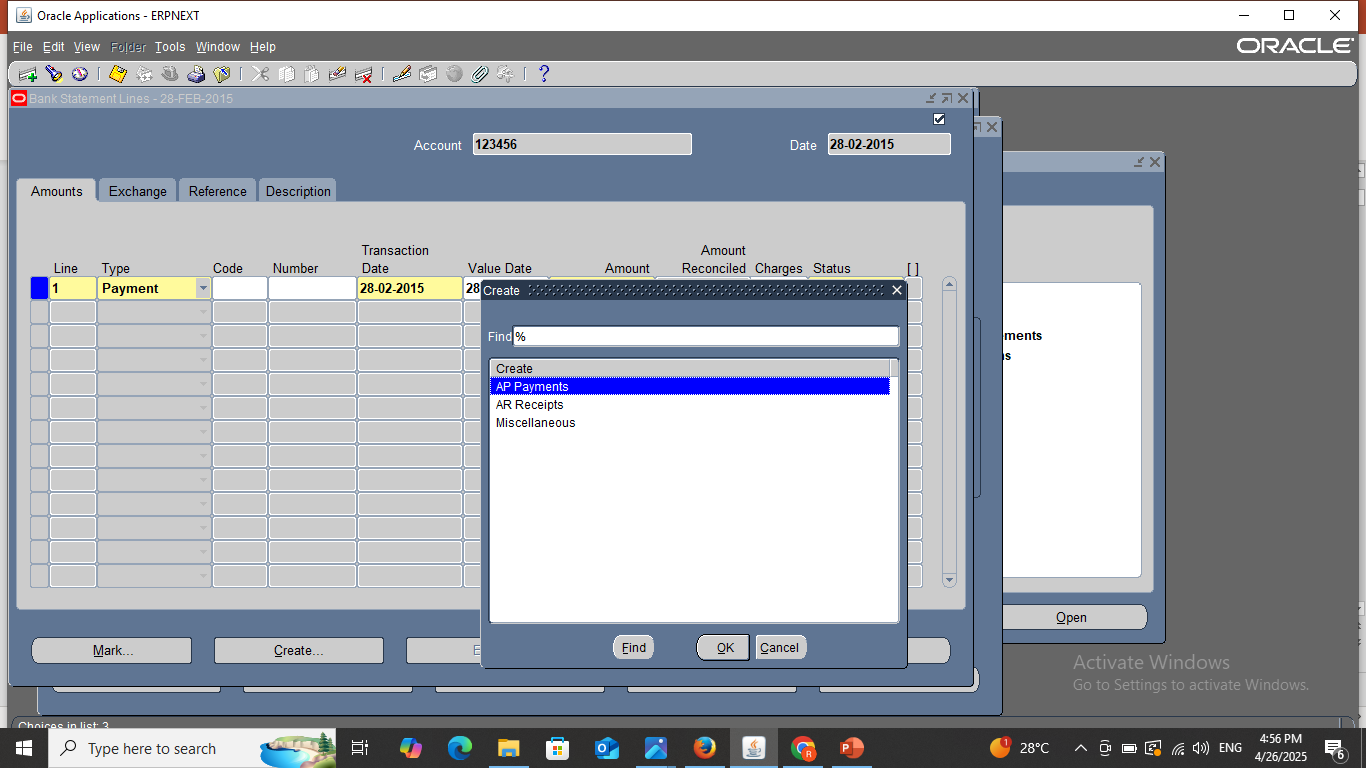 Oracle Applications - ERPNEXT
File Edit View Folder Tools Window Help
ORACLE
Bank Statement Lines - 28-FEB-2015
Account 123456 Date 28-02-2015
Amounts Exchange Reference Description
Transaction Amount
Line Type Code Number Date Value Date Amount Reconciled Charges Status [ ]
1 Payment 28-02-2015 28
Create
Find %
Create
AP Payments
AR Receipts
Miscellaneous
Find OK Cancel
ements
Mark... Create...
Open
Activate Windows
Go to Settings to activate Windows.
Choices in list: 3
Type here to search
1 28°C ENG 4:56 PM
4/26/2025 6